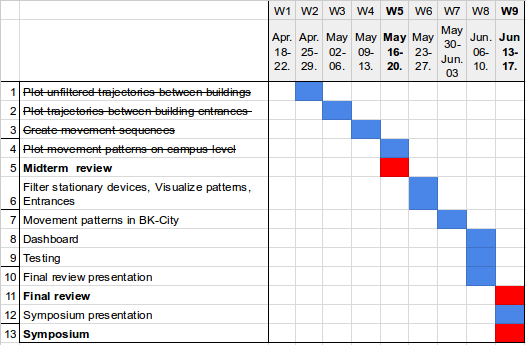 W1 W2 W3 W4 W5 W6 W7 W8 W9
Apr. 18-22. Apr. 25-29. May 02-06. May 09-13. May 16-20. May 23-27. May 30-Jun. 03 Jun. 06-10. Jun 13-17.
1 Plot unfiltered trajectories between buildings
2 Plot trajectories between building entrances
3 Create movement sequences
4 Plot movement patterns on campus level
5 Midterm review
6 Filter stationary devices, Visualize patterns,
Entrances
7 Movement patterns in BK-City
8 Dashboard
9 Testing
10 Final review presentation
11 Final review
12 Symposium presentation
13 Symposium